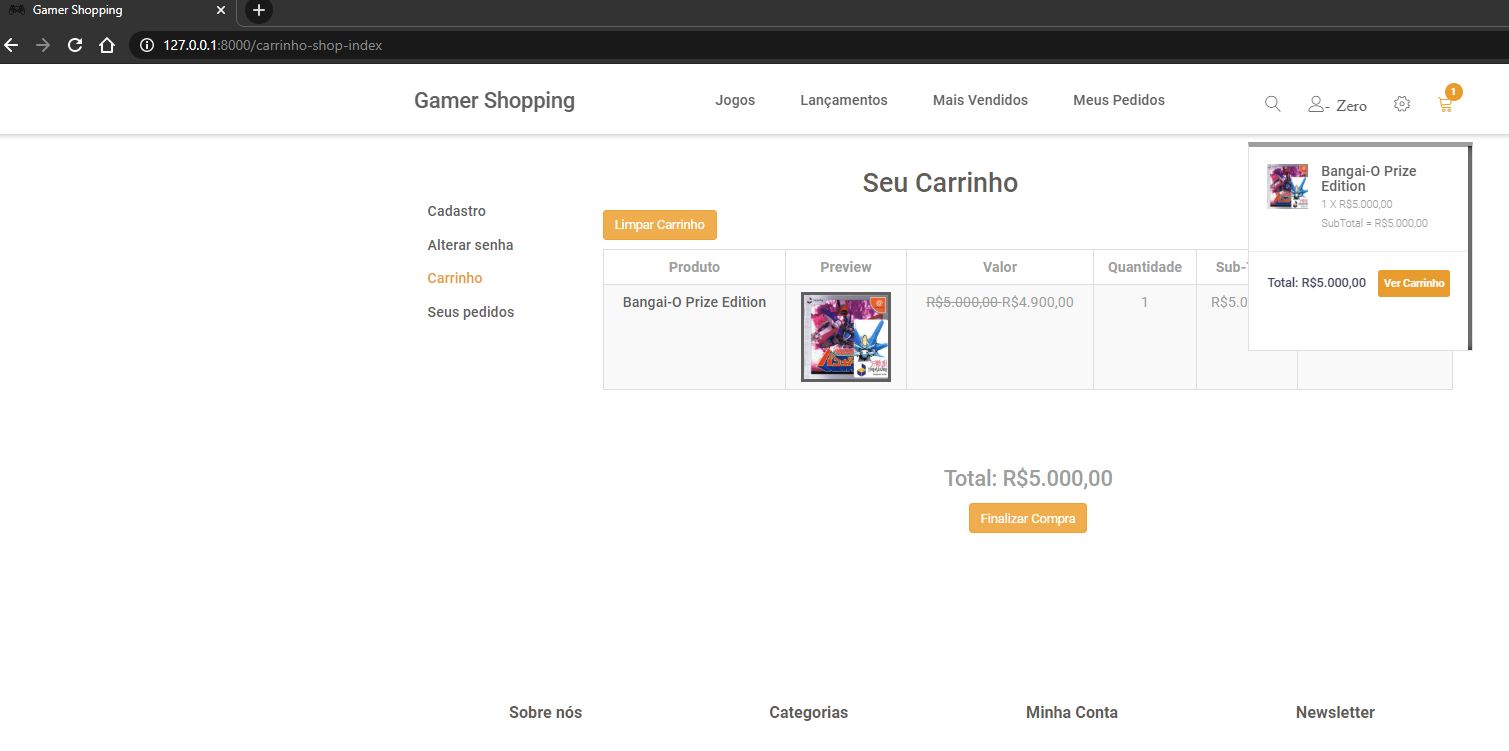 Gamer Shopping
127.0.0.1:8000/carrinho-shop-index
Gamer Shopping
Jogos
Lançamentos
Mais Vendidos
Meus Pedidos
- Zero
1
Bangai-O Prize
Edition
1 X R$5.000,00
SubTotal = R$5.000,00
Total: R$5.000,00
Ver Carrinho
Cadastro
Alterar senha
Carrinho
Seus pedidos
Seu Carrinho
Limpar Carrinho
Produto
Preview
Valor
Quantidade
Sub-
Bangai-O Prize Edition
R$5.000,00 R$4.900,00
1
R$5.0
Total: R$5.000,00
Finalizar Compra
Sobre nós
Categorias
Minha Conta
Newsletter